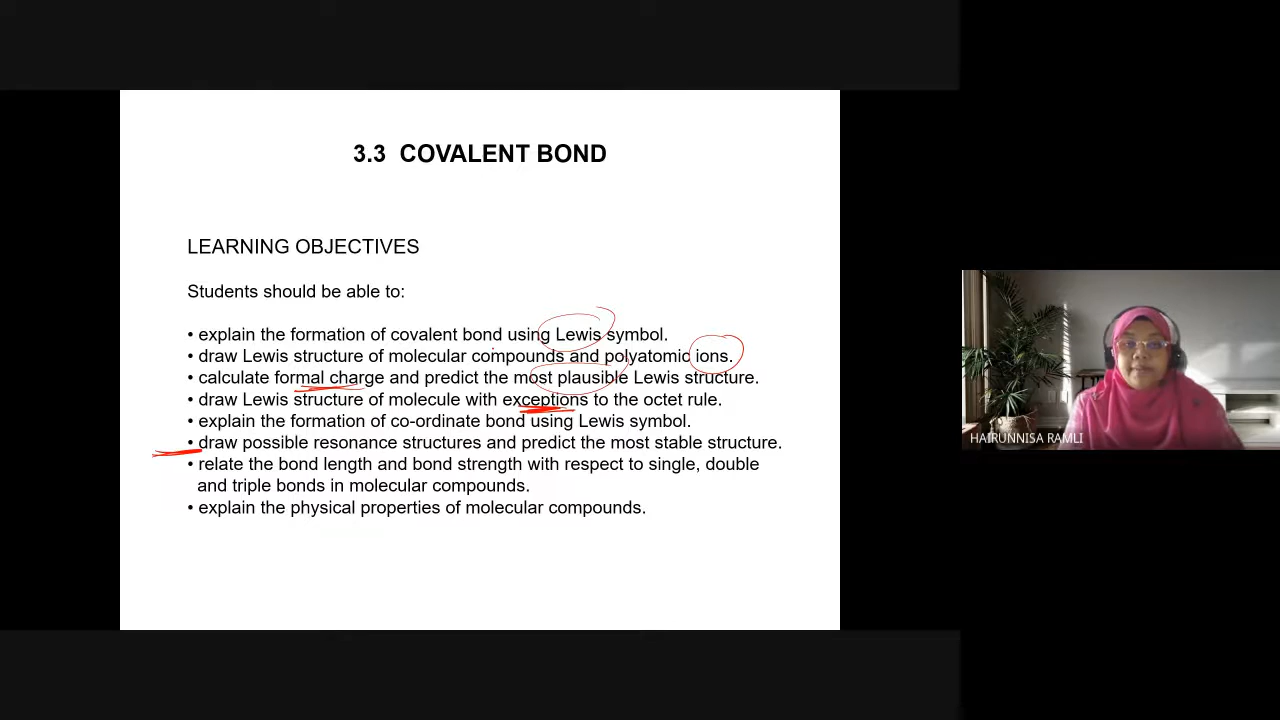 3.3 COVALENT BOND
LEARNING OBJECTIVES
Students should be able to:
• explain the formation of covalent bond using Lewis symbol.
• draw Lewis structure of molecular compounds and polyatomic ions.
• calculate formal charge and predict the most plausible Lewis structure.
• draw Lewis structure of molecule with exceptions to the octet rule.
• explain the formation of co-ordinate bond using Lewis symbol.
• draw possible resonance structures and predict the most stable structure.
• relate the bond length and bond strength with respect to single, double
and triple bonds in molecular compounds.
• explain the physical properties of molecular compounds.
HAIRUNNISA RAMLI